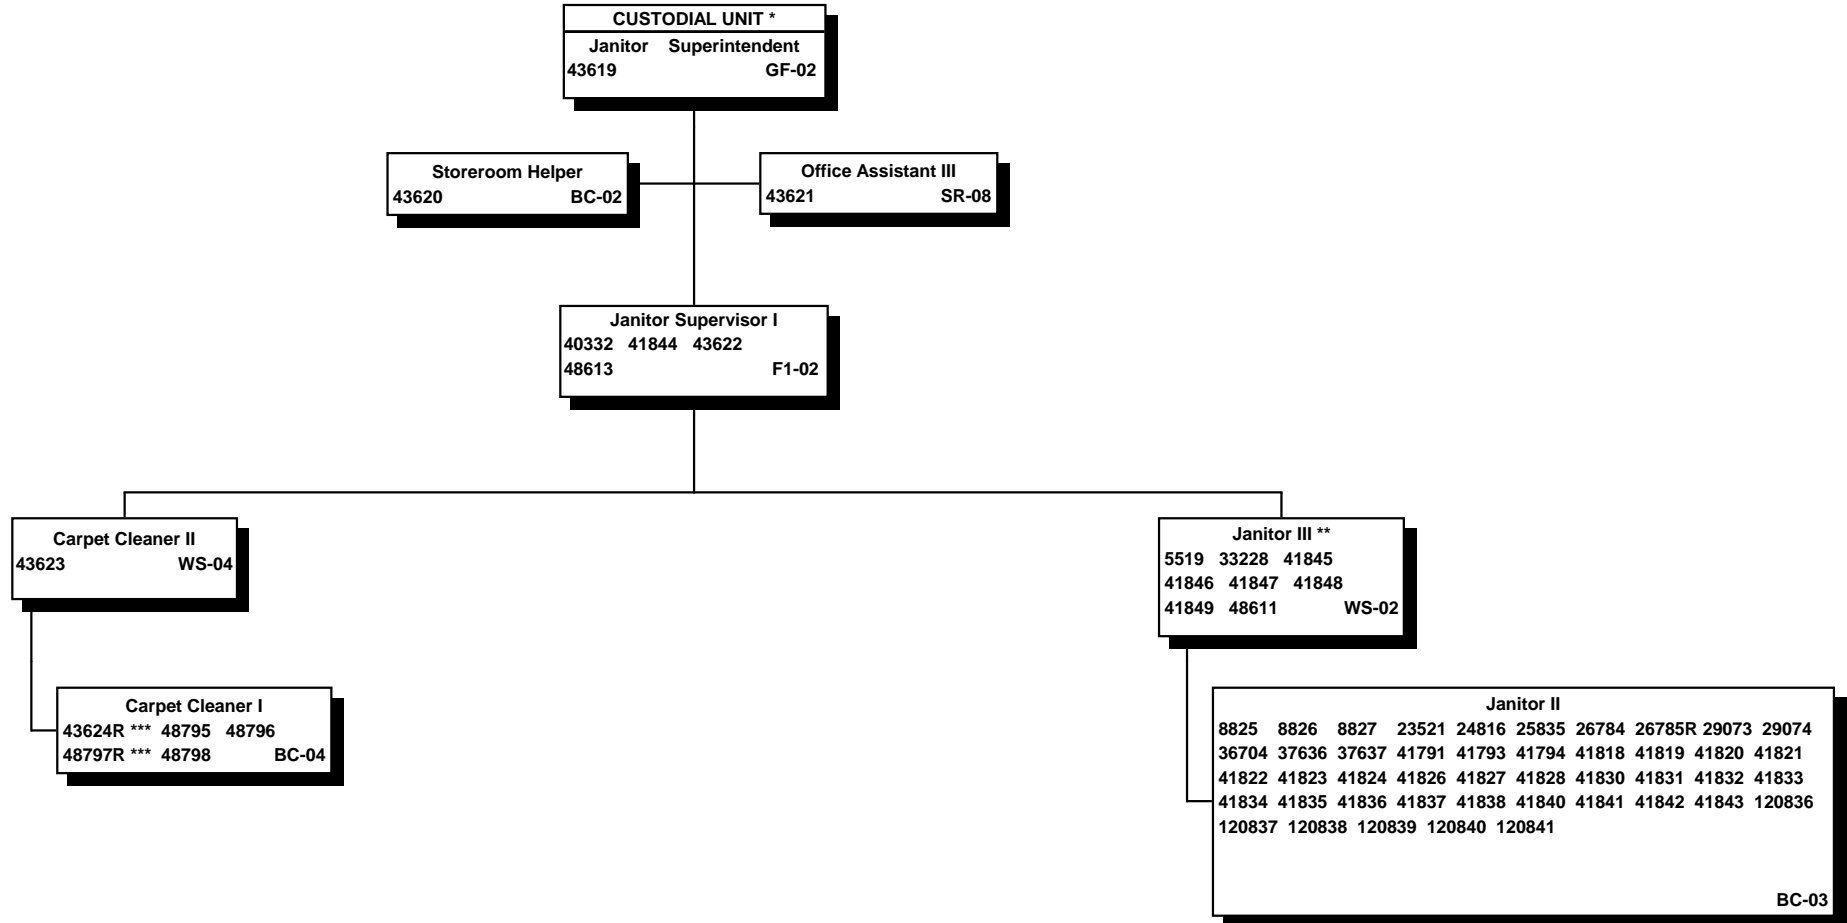 CUSTODIAL UNIT *
Janitor Superintendent
43619 GF-02
Storeroom Helper
43620 BC-02
Office Assistant III
43621 SR-08
Janitor Supervisor I
40332 41844 43622
48613 F1-02
Carpet Cleaner II
43623 WS-04
Janitor III **
5519 33228 41845
41846 41847 41848
41849 48611 WS-02
Carpet Cleaner I
43624R *** 48795 48796
48797R *** 48798 BC-04
Janitor II
8825 8826 8827 23521 24816 25835 26784 26785R 29073 29074
36704 37636 37637 41791 41793 41794 41818 41819 41820 41821
41822 41823 41824 41826 41827 41828 41830 41831 41832 41833
41834 41835 41836 41837 41838 41840 41841 41842 41843 120836
120837 120838 120839 120840 120841
BC-03